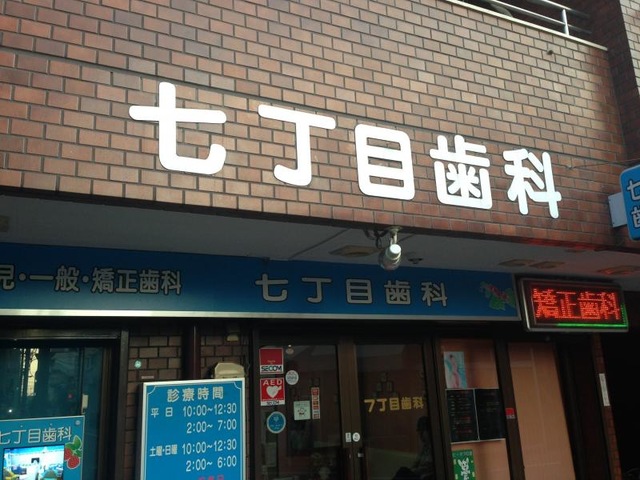 七丁目歯科
児・一般・矯正歯科
七丁目歯科
矯正歯科
SECOM
AED
7丁目歯科
診療時間
平日 10:00~12:30
2:00~7:00
土曜・日曜 10:00~12:30
2:00~6:00
七丁目歯科